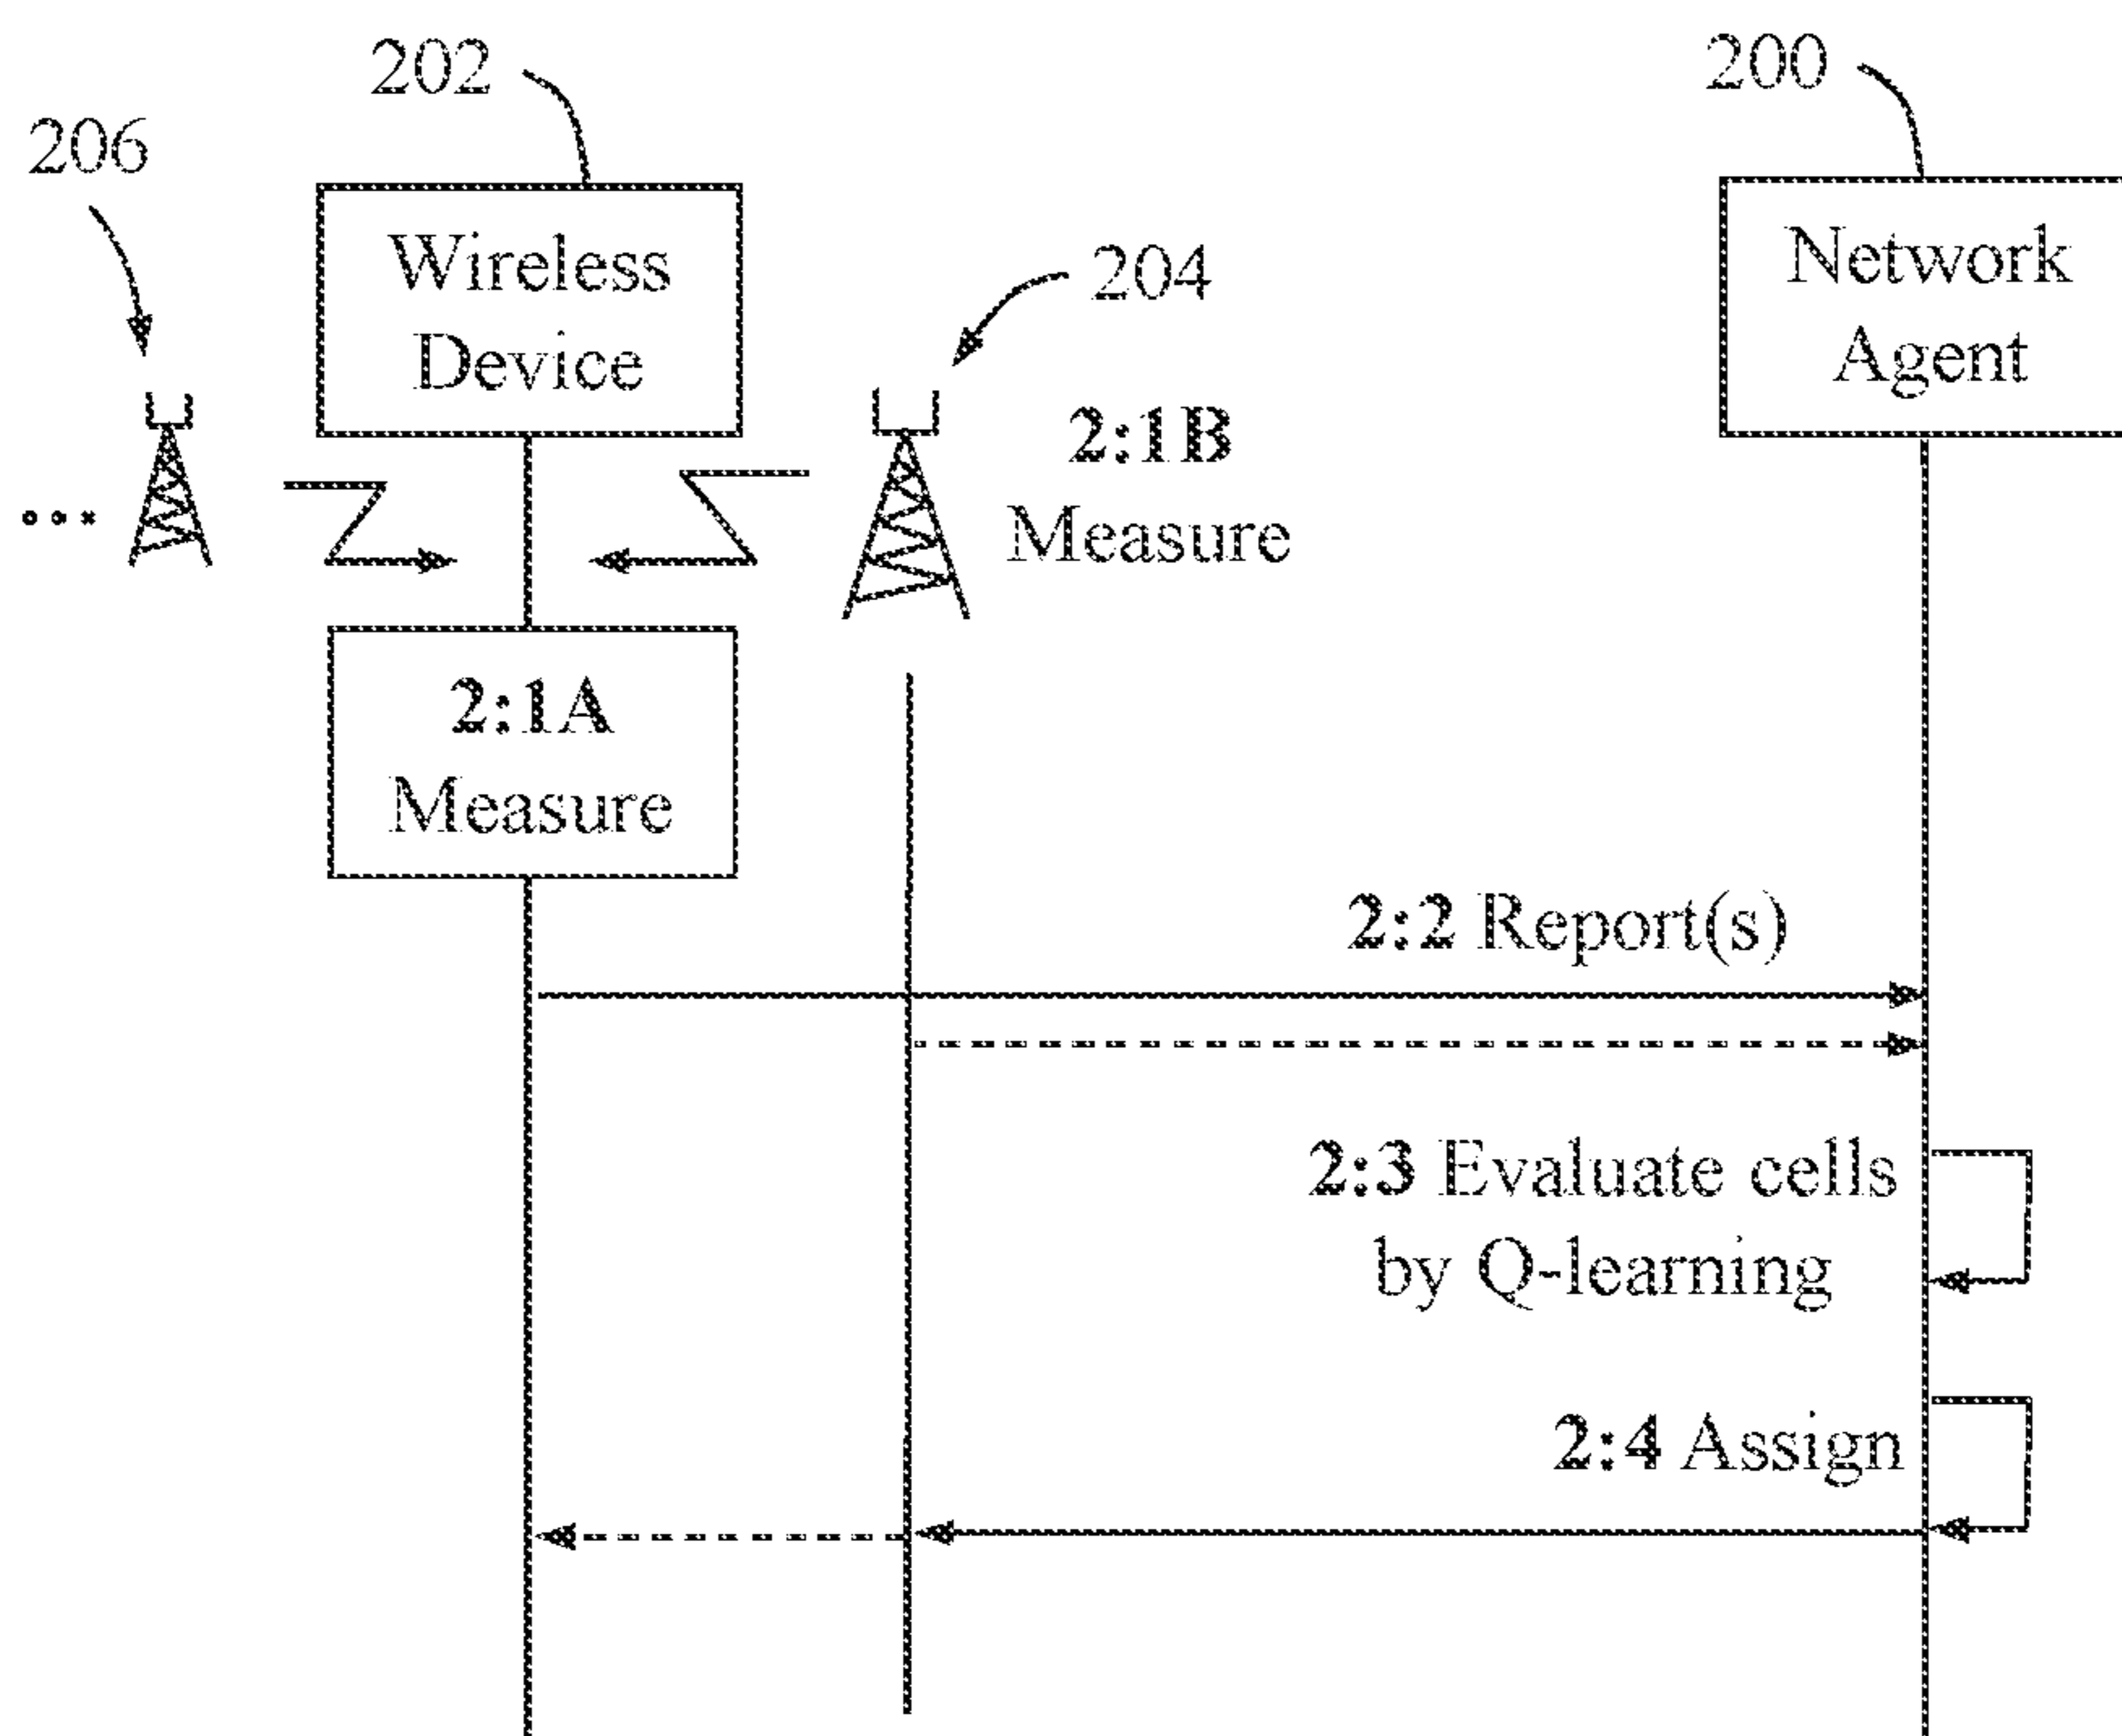 202
200
206
Wireless
Device
204
Network
Agent
2:1B
Measure
2:1A
Measure
2:2 Report(s)
2:3 Evaluate cells
by Q-learning
2:4 Assign